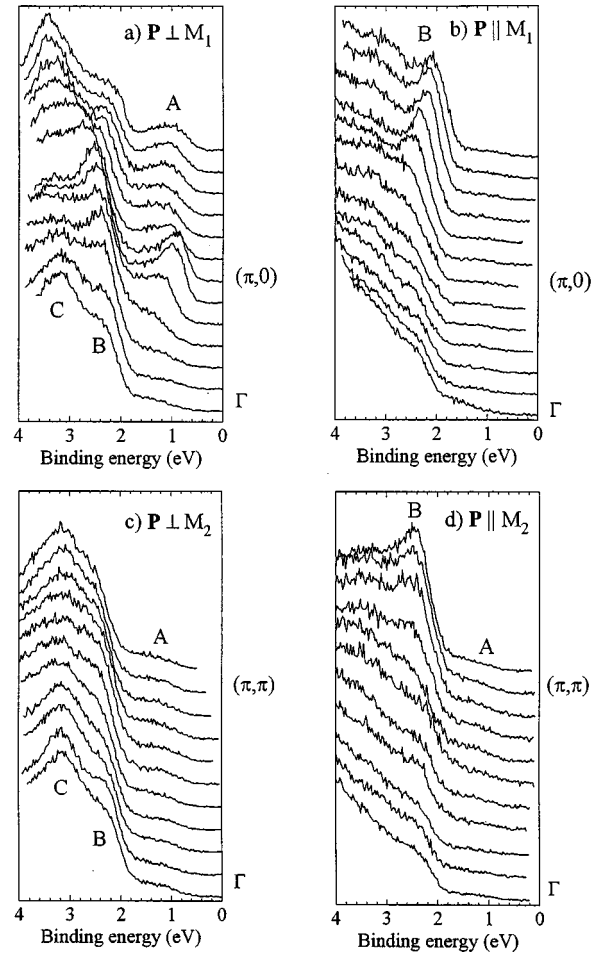 a) P ⊥ M₁
A
(π,0)
C
B
Γ
4 3 2 1 0
Binding energy (eV)
b) P || M₁
B
(π,0)
Γ
4 3 2 1 0
Binding energy (eV)
c) P ⊥ M₂
A
(π,π)
C
B
Γ
4 3 2 1 0
Binding energy (eV)
d) P || M₂
B
A
(π,π)
Γ
4 3 2 1 0
Binding energy (eV)